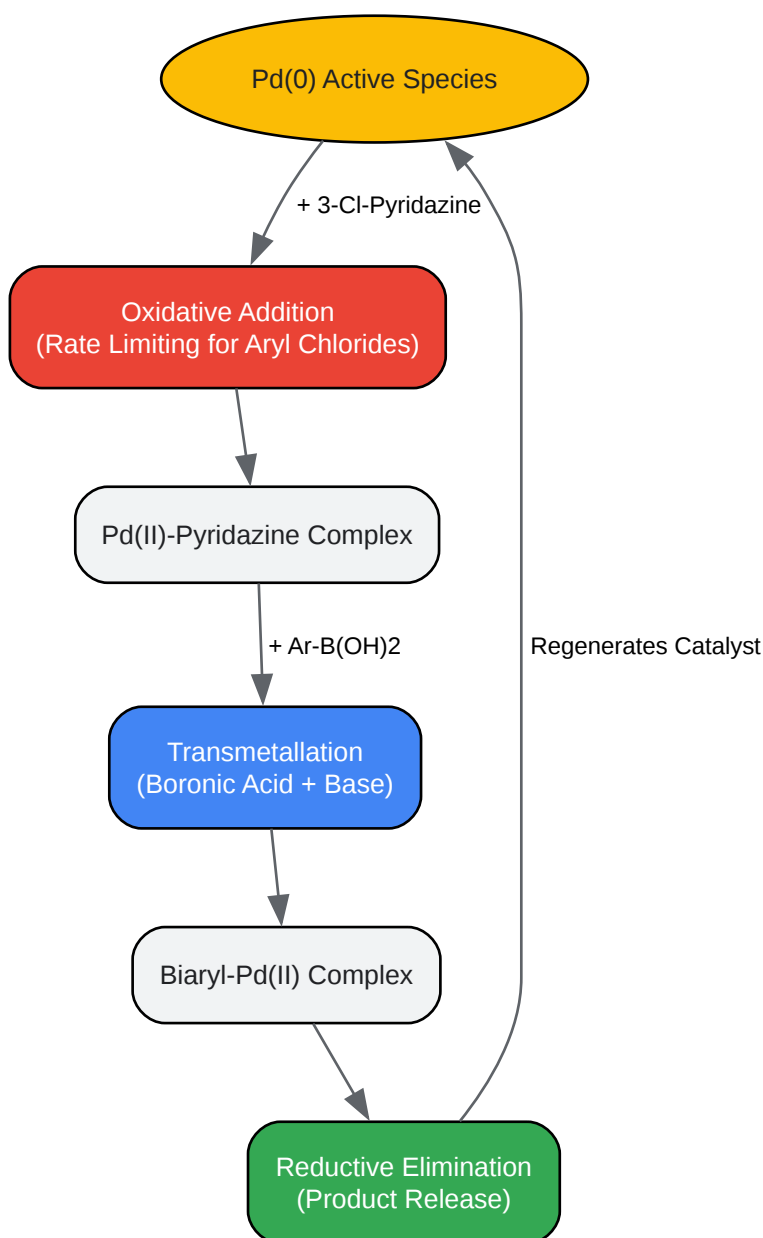 Pd(0) Active Species
+ 3-Cl-Pyridazine
Oxidative Addition
(Rate Limiting for Aryl Chlorides)
Pd(II)-Pyridazine Complex
+ Ar-B(OH)2
Regenerates Catalyst
Transmetallation
(Boronic Acid + Base)
Biaryl-Pd(II) Complex
Reductive Elimination
(Product Release)